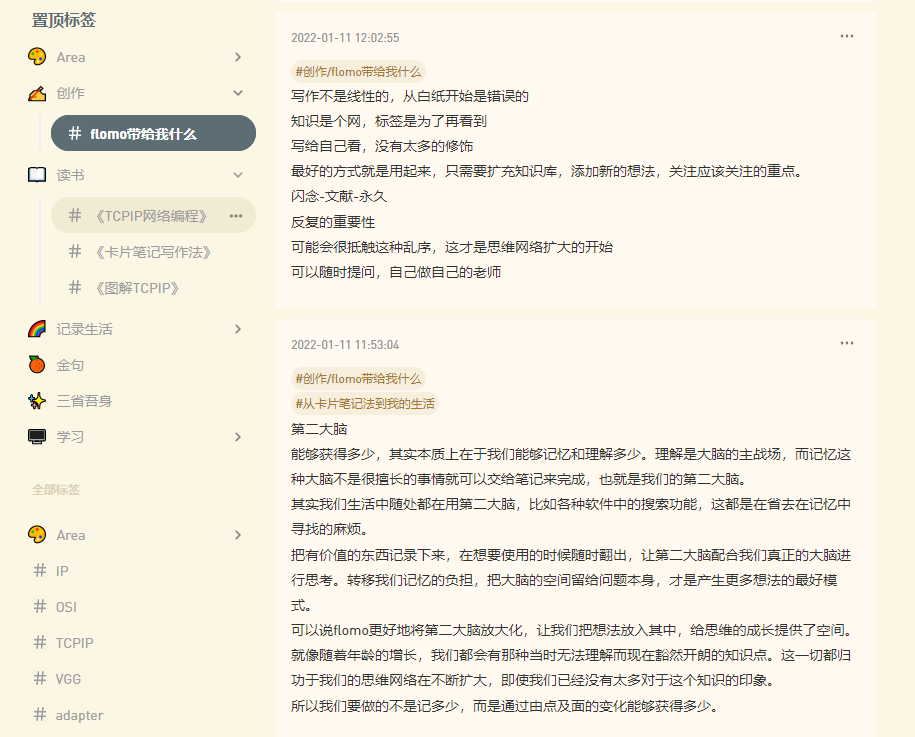 置顶标签
Area
创作
# flomo带给我什么
读书
# 《TCPIP网络编程》
# 《卡片笔记写作法》
# 《图解TCPIP》
记录生活
金句
三省吾身
学习
全部标签
Area
# IP
# OSI
# TCPIP
# VGG
# adapter
2022-01-11 12:02:55
#创作/flomo带给我什么
写作不是线性的，从白纸开始是错误的
知识是个网，标签是为了再看到
写给自己看，没有太多的修饰
最好的方式就是用起来，只需要扩充知识库，添加新的想法，关注应该关注的重点。
闪念-文献-永久
反复的重要性
可能会很抵触这种乱序，这才是思维网络扩大的开始
可以随时提问，自己做自己的老师
2022-01-11 11:53:04
#创作/flomo带给我什么
#从卡片笔记法到我的生活
第二大脑
能够获得多少，其实本质上在于我们能够记忆和理解多少。理解是大脑的主战场，而记忆这
种大脑不是很擅长的事情就可以交给笔记来完成，也就是我们的第二大脑。
其实我们生活中随处都在用第二大脑，比如各种软件中的搜索功能，这都是在省去在记忆中
寻找的麻烦。
把有价值的东西记录下来，在想要使用的时候随时翻出，让第二大脑配合我们真正的大脑进
行思考。转移我们记忆的负担，把大脑的空间留给问题本身，才是产生更多想法的最好模
式。
可以说flomo更好地将第二大脑放大化，让我们把想法放入其中，给思维的成长提供了空间。
就像随着年龄的增长，我们都会有那种当时无法理解而现在豁然开朗的知识点。这一切都归
功于我们的思维网络在不断扩大，即使我们已经没有太多对于这个知识的印象。
所以我们要做的不是记多少，而是通过由点及面的变化能够获得多少。